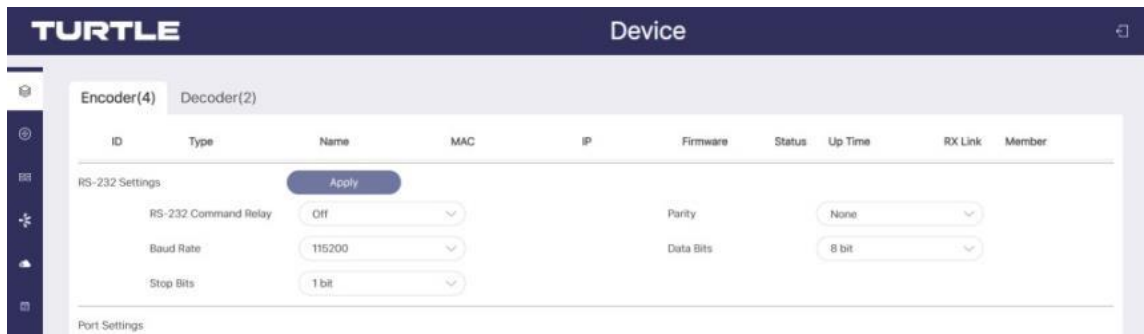 TURTLE Device
Encoder(4) Decoder(2)
ID Type Name MAC IP Firmware Status Up Time RX Link Member
RS-232 Settings Apply
RS-232 Command Relay Off Parity None
Baud Rate 115200 Data Bits 8 bit
Stop Bits 1 bit
Port Settings